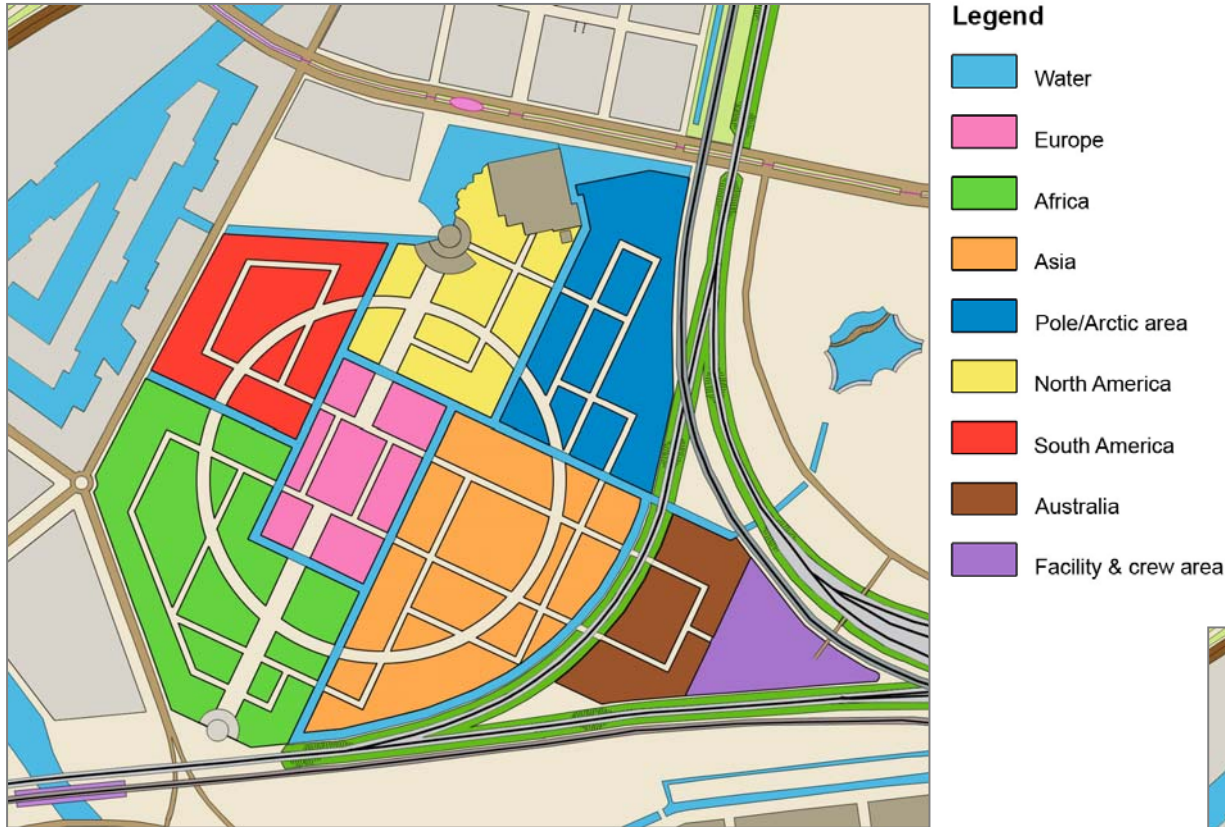 Legend
Water
Europe
Africa
Asia
Pole/Arctic area
North America
South America
Australia
Facility & crew area